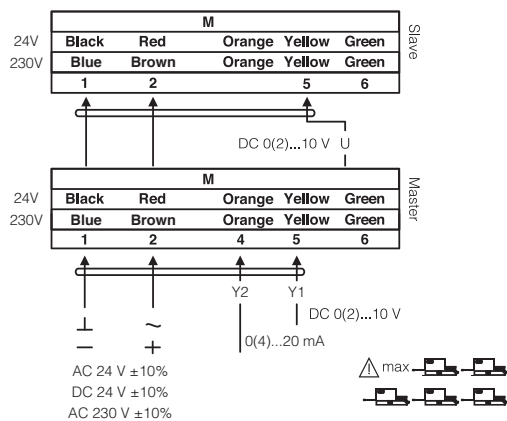 M
24V Black Red Orange Yellow Green
230V Blue Brown Orange Yellow Green
1 2 5 6
Slave
DC 0(2)...10 V U
M
24V Black Red Orange Yellow Green
230V Blue Brown Orange Yellow Green
1 2 4 5 6
Master
Y2 Y1
⊥ ~
DC 0(2)...10 V
− +
0(4)...20 mA
AC 24 V ±10%
DC 24 V ±10%
AC 230 V ±10%
max